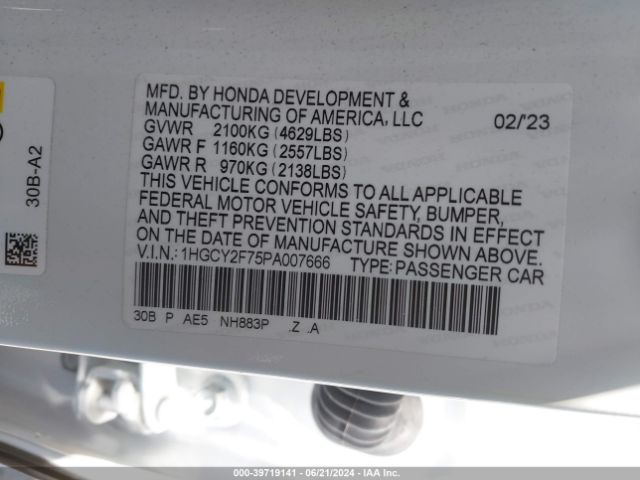 MFD. BY HONDA DEVELOPMENT &
MANUFACTURING OF AMERICA, LLC 02/'23
GVWR 2100KG (4629LBS)
GAWR F 1160KG (2557LBS)
GAWR R 970KG (2138LBS)
THIS VEHICLE CONFORMS TO ALL APPLICABLE
FEDERAL MOTOR VEHICLE SAFETY, BUMPER,
AND THEFT PREVENTION STANDARDS IN EFFECT
ON THE DATE OF MANUFACTURE SHOWN ABOVE.
V.I.N.: 1HGCY2F75PA007666 TYPE: PASSENGER CAR
30B P AE5 NH883P .Z .A
30B-A2
000-39719141 - 06/21/2024 - IAA Inc.